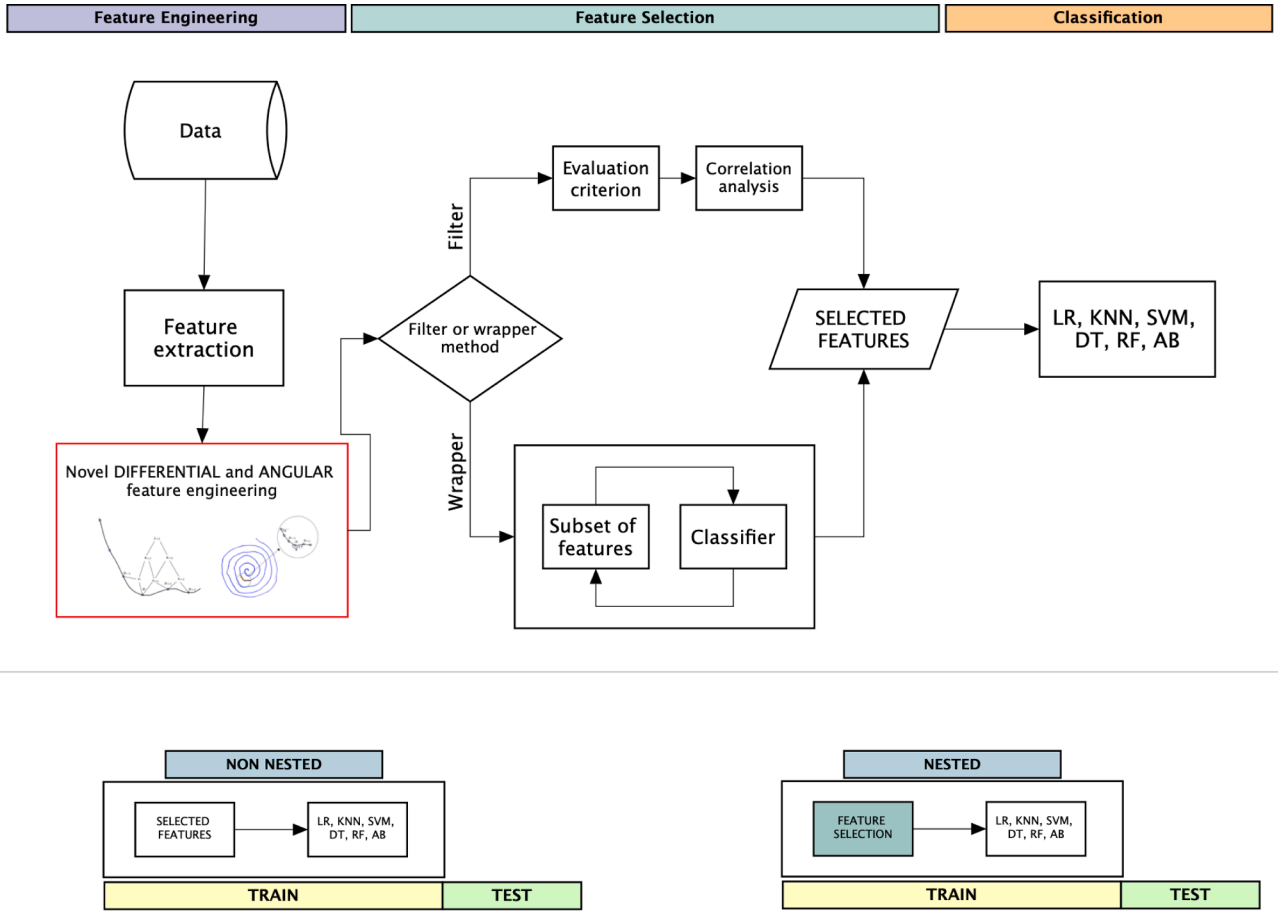 Feature Engineering
Feature Selection
Classification
Data
Feature
extraction
Novel DIFFERENTIAL and ANGULAR
feature engineering
Filter or wrapper
method
Filter
Wrapper
Evaluation
criterion
Correlation
analysis
Subset of
features
Classifier
SELECTED
FEATURES
LR, KNN, SVM,
DT, RF, AB
NON NESTED
SELECTED
FEATURES
LR, KNN, SVM,
DT, RF, AB
TRAIN
TEST
NESTED
FEATURE
SELECTION
LR, KNN, SVM,
DT, RF, AB
TRAIN
TEST